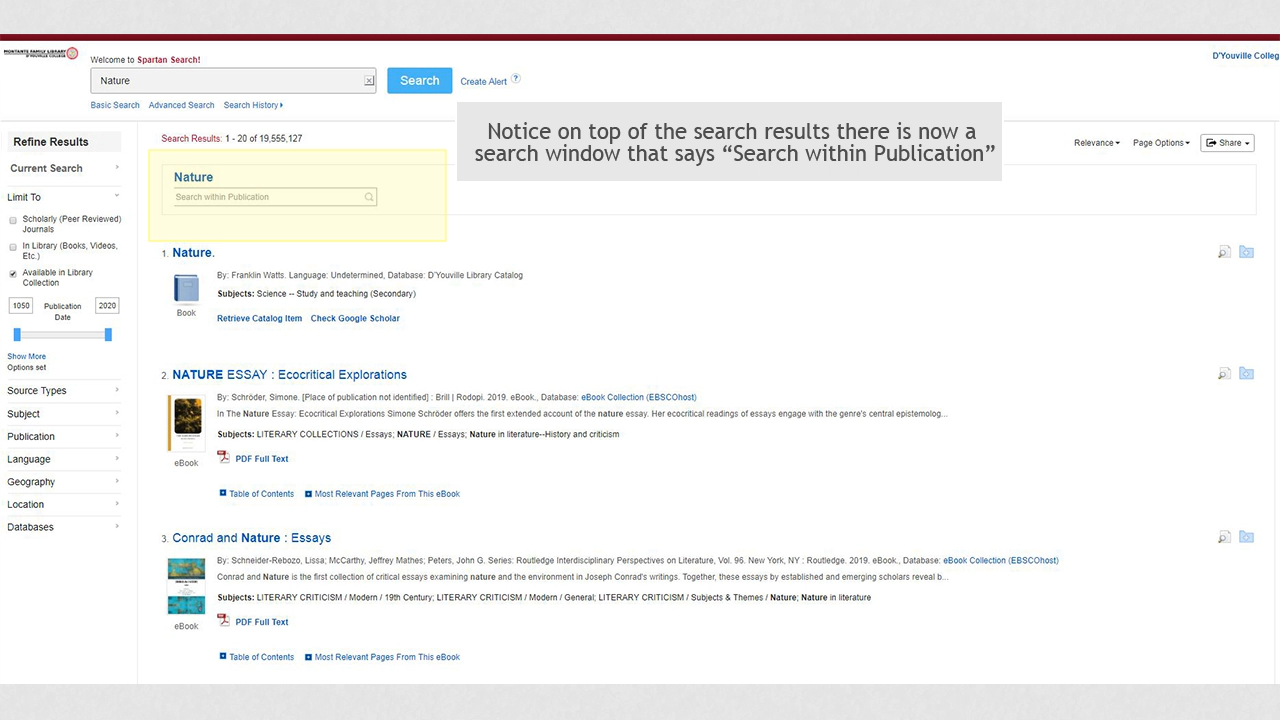 MONTANTE FAMILY LIBRARY
D'YOUVILLE COLLEGE
Welcome to Spartan Search!
D'Youville Colleg
Nature
Search
Create Alert ?
Basic Search Advanced Search Search History
Notice on top of the search results there is now a
search window that says “Search within Publication”
Refine Results
Current Search
Limit To
Scholarly (Peer Reviewed)
Journals
In Library (Books, Videos,
Etc.)
Available in Library
Collection
1050 Publication Date 2020
Show More
Options set
Source Types
Subject
Publication
Language
Geography
Location
Databases
Search Results: 1 - 20 of 19,555,127
Relevance Page Options Share
Nature
Search within Publication
1. Nature.
By: Franklin Watts. Language: Undetermined, Database: D'Youville Library Catalog
Subjects: Science -- Study and teaching (Secondary)
Book
Retrieve Catalog Item Check Google Scholar
2. NATURE ESSAY : Ecocritical Explorations
By: Schröder, Simone. [Place of publication not identified] : Brill | Rodopi. 2019. eBook., Database: eBook Collection (EBSCOhost)
In The Nature Essay: Ecocritical Explorations Simone Schröder offers the first extended account of the nature essay. Her ecocritical readings of essays engage with the genre's central epistemolog...
Subjects: LITERARY COLLECTIONS / Essays; NATURE / Essays; Nature in literature--History and criticism
eBook
PDF Full Text
Table of Contents Most Relevant Pages From This eBook
3. Conrad and Nature : Essays
By: Schneider-Rebozo, Lissa; McCarthy, Jeffrey Mathes; Peters, John G. Series: Routledge Interdisciplinary Perspectives on Literature, Vol. 96. New York, NY : Routledge. 2019. eBook., Database: eBook Collection (EBSCOhost)
Conrad and Nature is the first collection of critical essays examining nature and the environment in Joseph Conrad's writings. Together, these essays by established and emerging scholars reveal b...
Subjects: LITERARY CRITICISM / Modern / 19th Century; LITERARY CRITICISM / Modern / General; LITERARY CRITICISM / Subjects & Themes / Nature; Nature in literature
eBook
PDF Full Text
Table of Contents Most Relevant Pages From This eBook